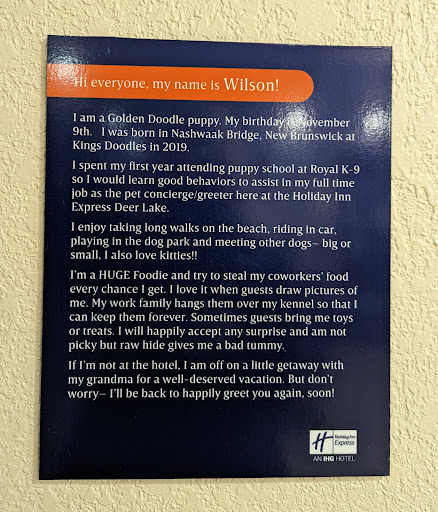 Hi everyone, my name is Wilson!
I am a Golden Doodle puppy. My birthday is November
9th. I was born in Nashwaak Bridge, New Brunswick at
Kings Doodles in 2019.
I spent my first year attending puppy school at Royal K-9
so I would learn good behaviors to assist in my full time
job as the pet concierge/greeter here at the Holiday Inn
Express Deer Lake.
I enjoy taking long walks on the beach, riding in car,
playing in the dog park and meeting other dogs– big or
small, I also love kitties!!
I'm a HUGE Foodie and try to steal my coworkers' food
every chance I get. I love it when guests draw pictures of
me. My work family hangs them over my kennel so that I
can keep them forever. Sometimes guests bring me toys
or treats. I will happily accept any surprise and am not
picky but raw hide gives me a bad tummy.
If I'm not at the hotel, I am off on a little getaway with
my grandma for a well-deserved vacation. But don't
worry– I'll be back to happily greet you again, soon!
H Holiday Inn
Express
AN IHG HOTEL